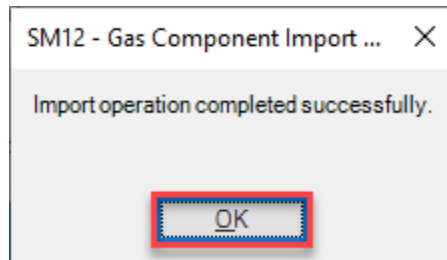 SM12 - Gas Component Import ...
Import operation completed successfully.
OK